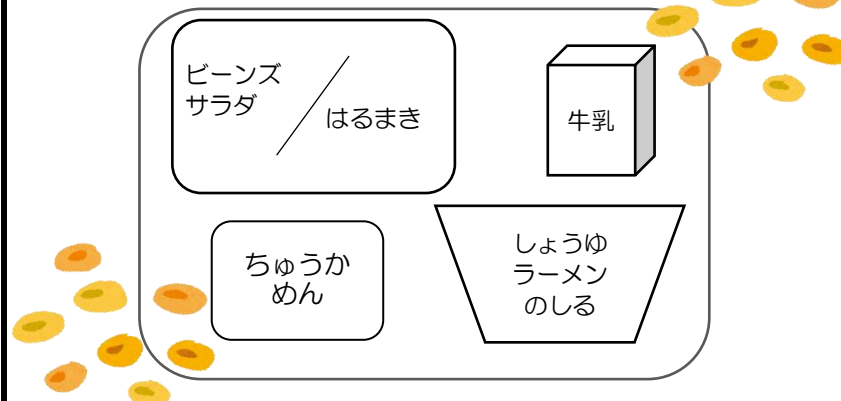 ビーンズ
サラダ
はるまき
牛乳
ちゅうか
めん
しょうゆ
ラーメン
のしる